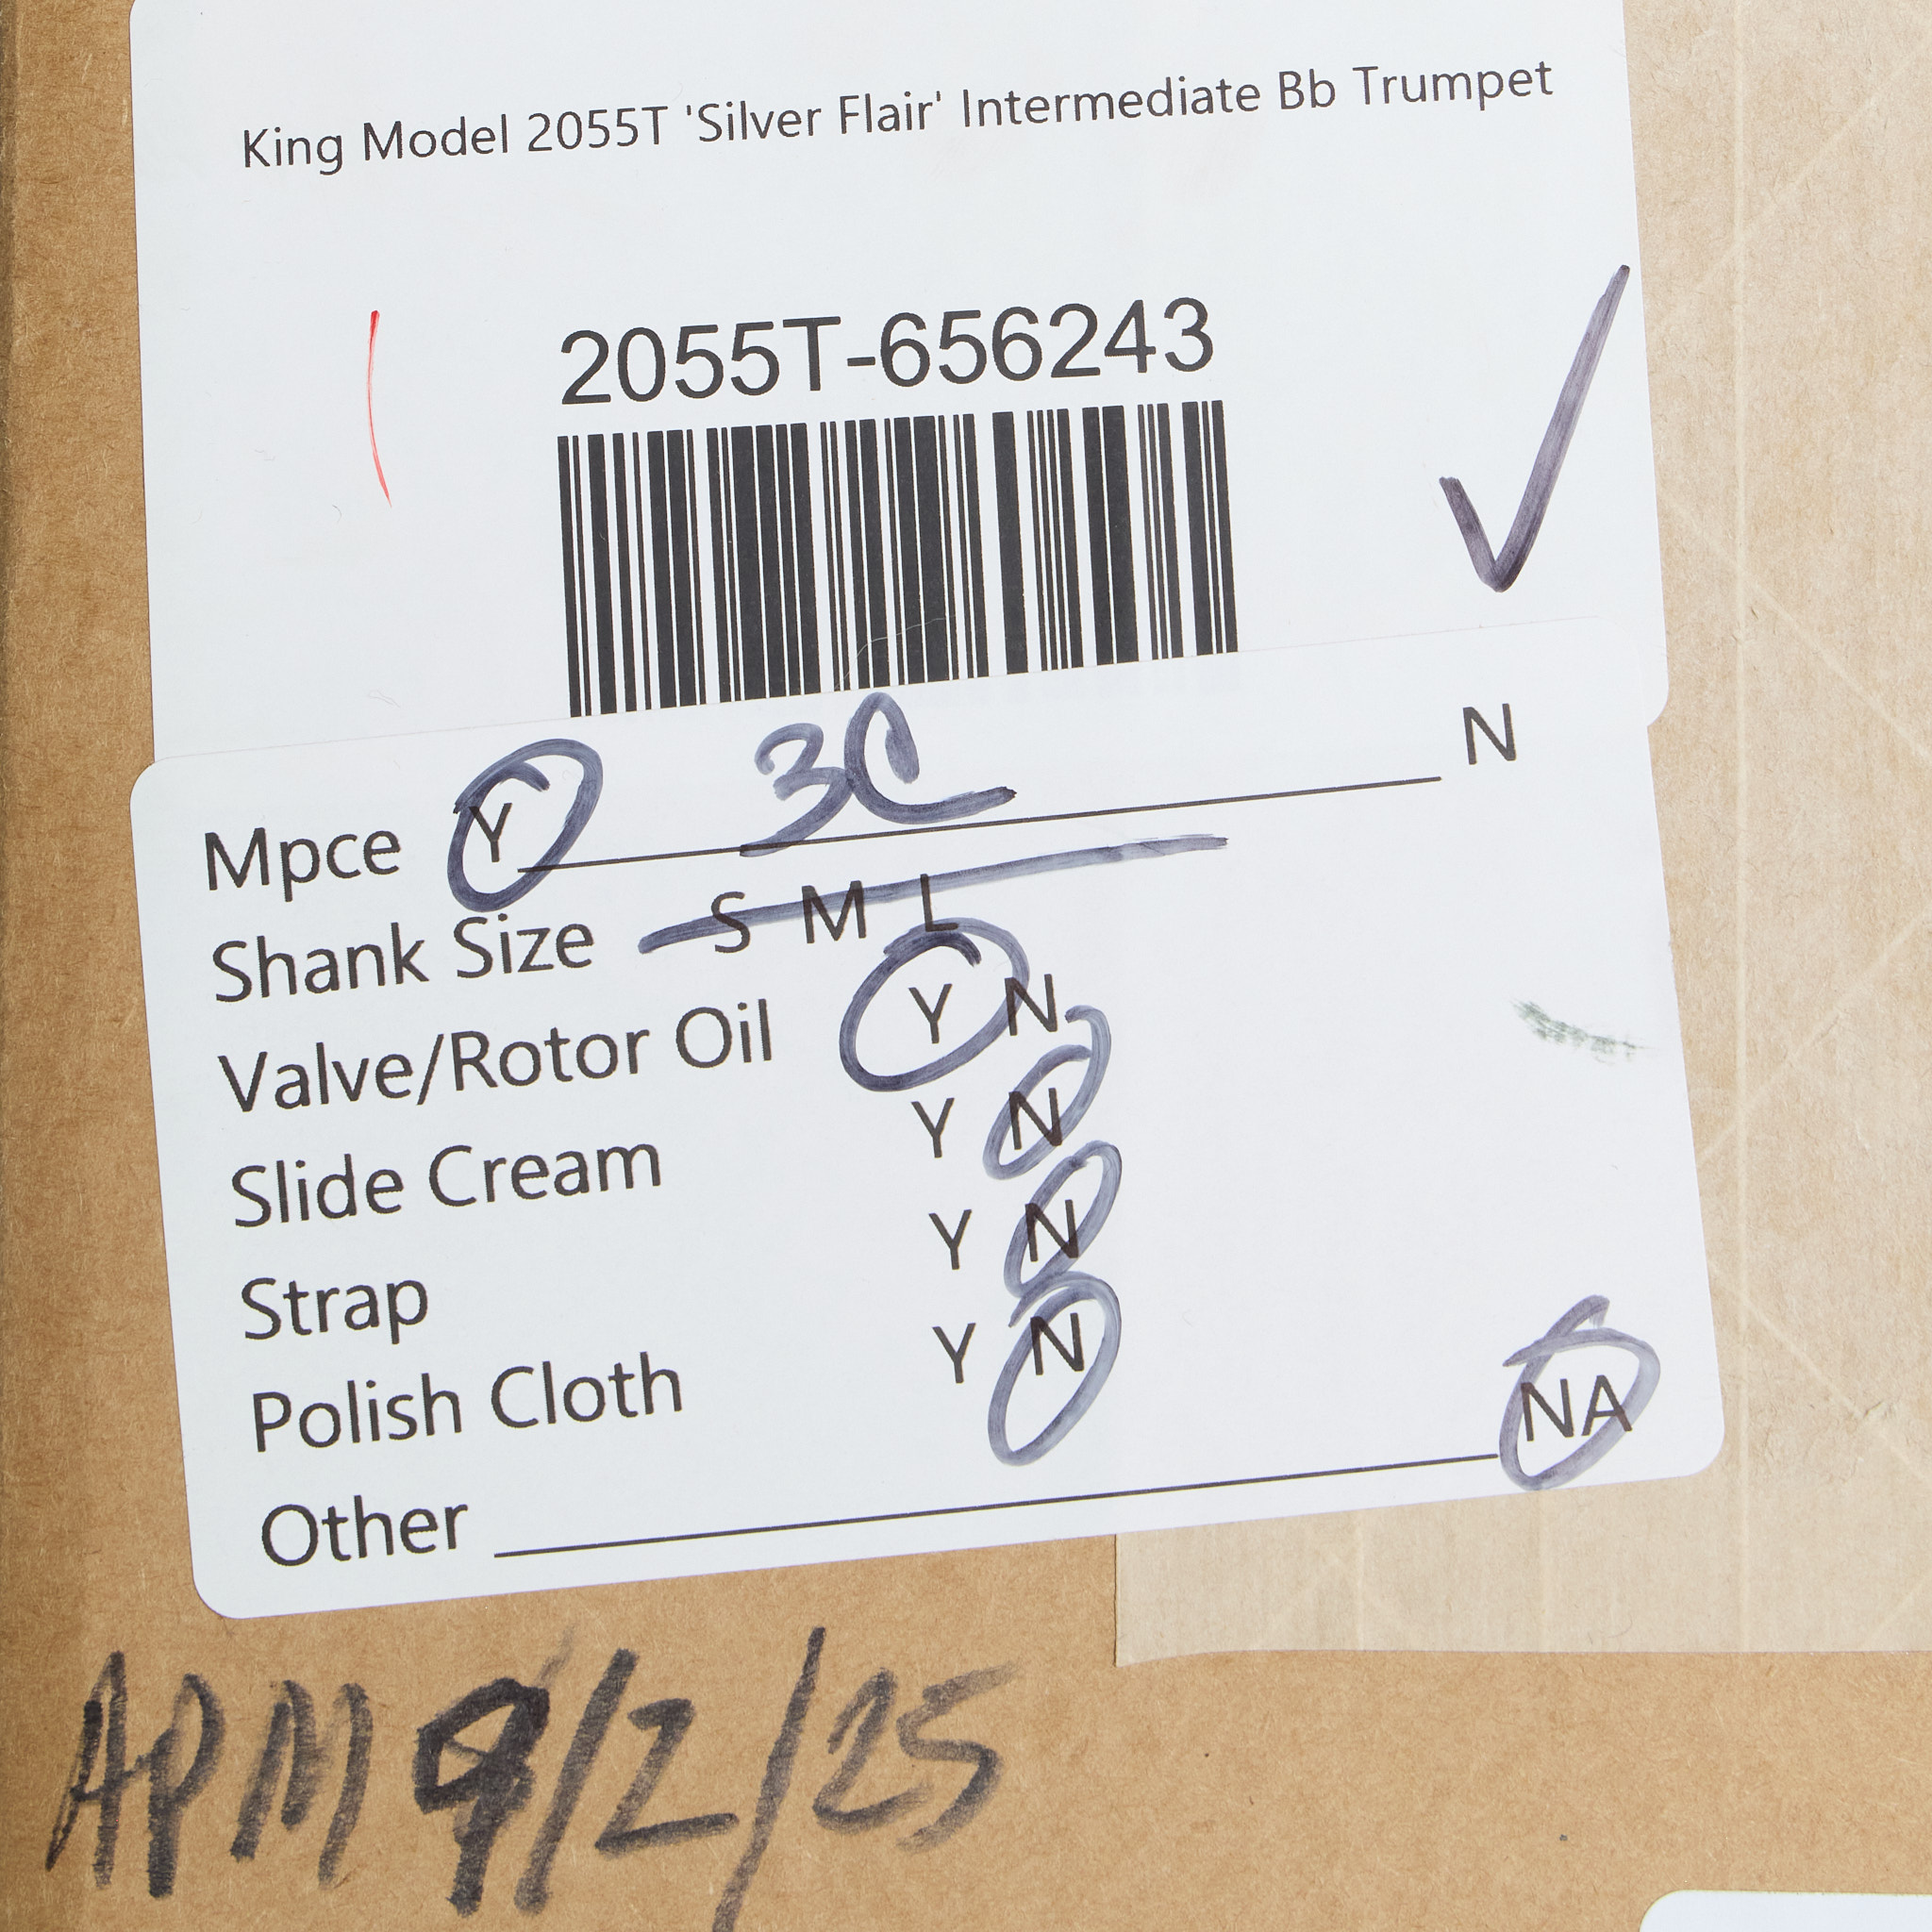 King Model 2055T 'Silver Flair' Intermediate Bb Trumpet
2055T-656243
Mpce Y 3C N
Shank Size S M L
Valve/Rotor Oil Y N
Slide Cream Y N
Strap Y N
Polish Cloth Y N
Other NA
APM 9/2/25